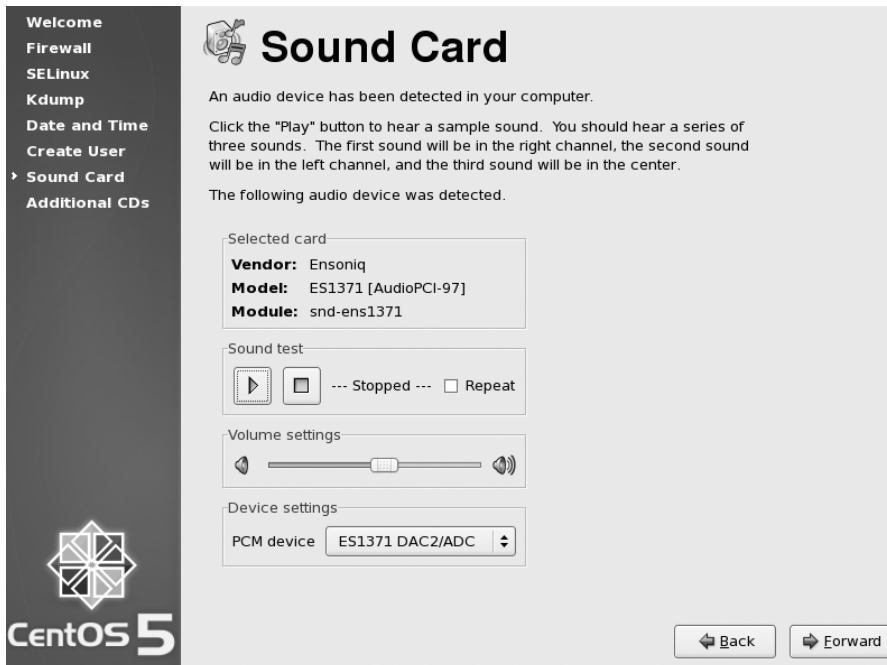 Welcome
Firewall
SELinux
Kdump
Date and Time
Create User
Sound Card
Additional CDs
CentOS 5
Sound Card
An audio device has been detected in your computer.
Click the "Play" button to hear a sample sound.  You should hear a series of
three sounds.  The first sound will be in the right channel, the second sound
will be in the left channel, and the third sound will be in the center.
The following audio device was detected.
Selected card
Vendor: Ensoniq
Model: ES1371 [AudioPCI-97]
Module: snd-ens1371
Sound test
--- Stopped --- Repeat
Volume settings
Device settings
PCM device ES1371 DAC2/ADC
Back Forward